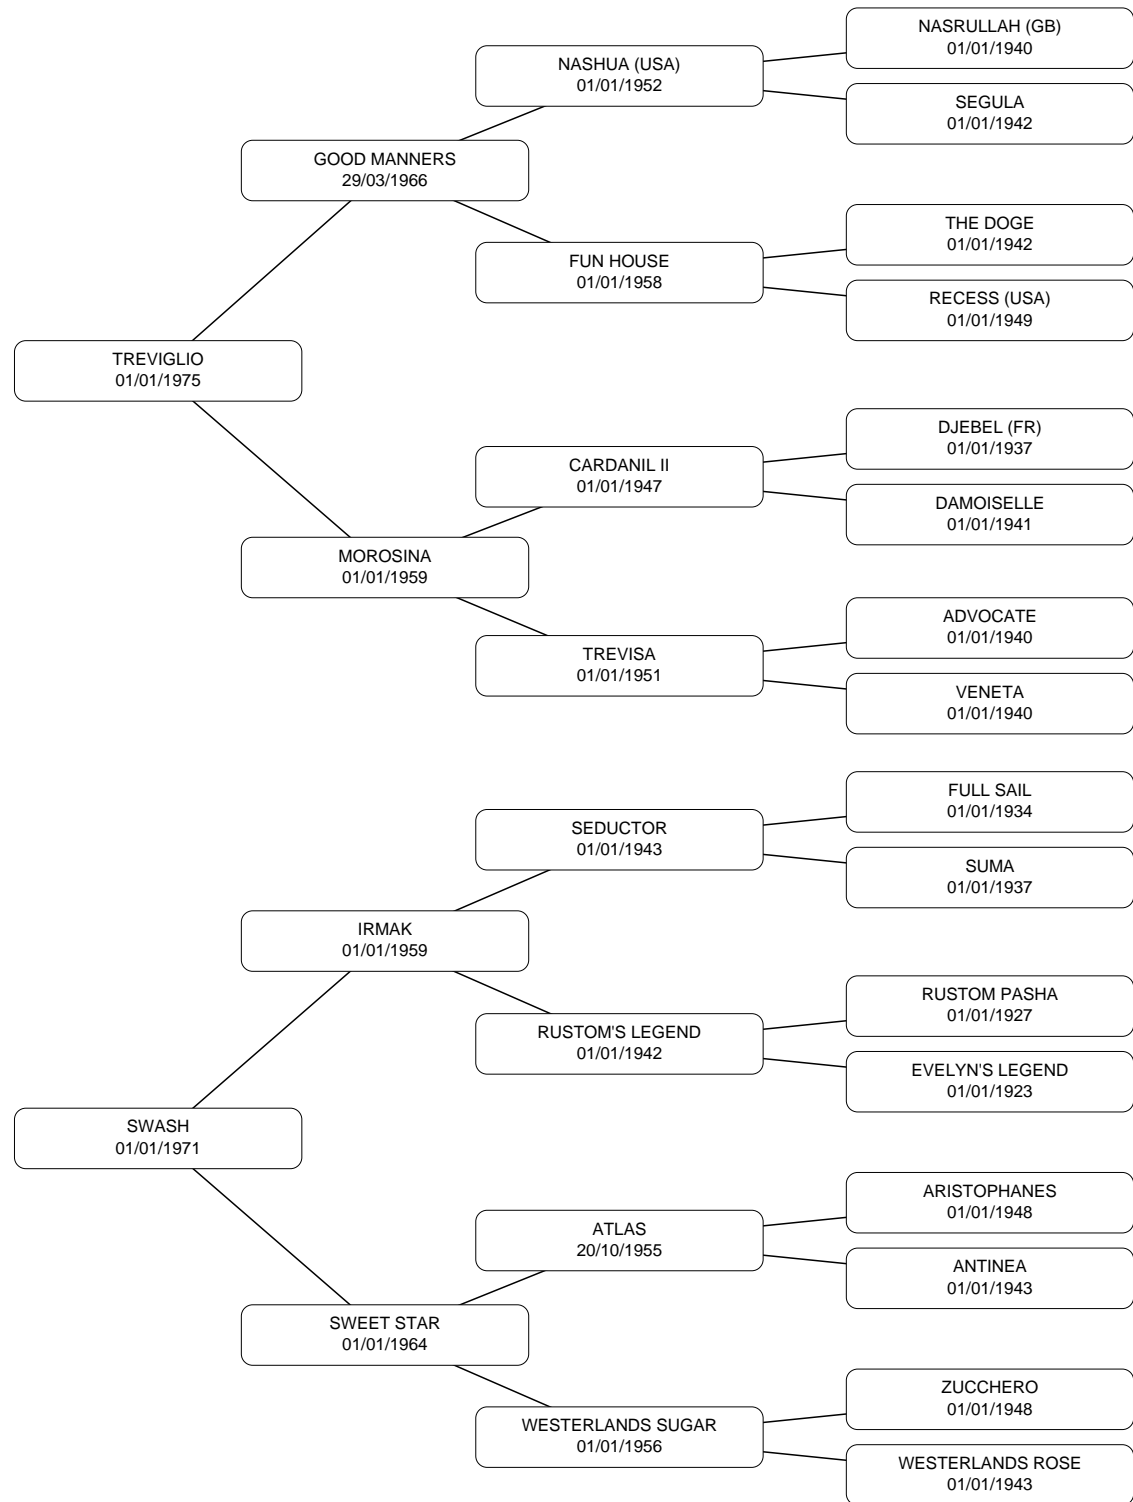 NASRULLAH (GB)
01/01/1940
NASHUA (USA)
01/01/1952
SEGULA
01/01/1942
GOOD MANNERS
29/03/1966
THE DOGE
01/01/1942
FUN HOUSE
01/01/1958
RECESS (USA)
01/01/1949
TREVIGLIO
01/01/1975
DJEBEL (FR)
01/01/1937
CARDANIL II
01/01/1947
DAMOISELLE
01/01/1941
MOROSINA
01/01/1959
ADVOCATE
01/01/1940
TREVISA
01/01/1951
VENETA
01/01/1940
FULL SAIL
01/01/1934
SEDUCTOR
01/01/1943
SUMA
01/01/1937
IRMAK
01/01/1959
RUSTOM PASHA
01/01/1927
RUSTOM'S LEGEND
01/01/1942
EVELYN'S LEGEND
01/01/1923
SWASH
01/01/1971
ARISTOPHANES
01/01/1948
ATLAS
20/10/1955
ANTINEA
01/01/1943
SWEET STAR
01/01/1964
ZUCCHERO
01/01/1948
WESTERLANDS SUGAR
01/01/1956
WESTERLANDS ROSE
01/01/1943